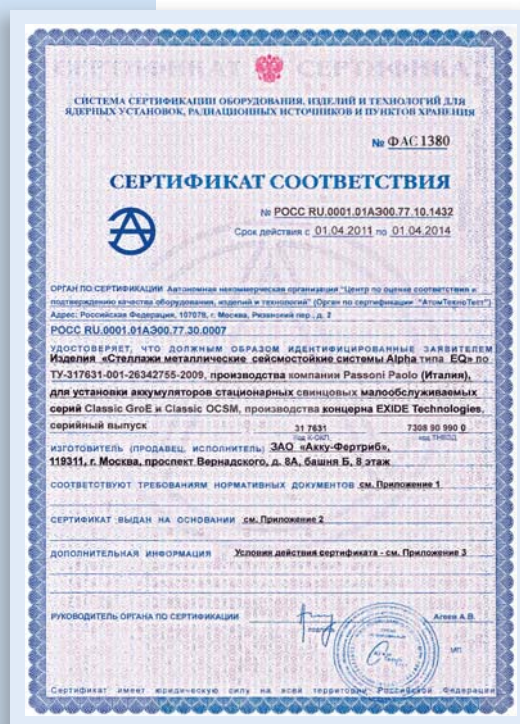 СЕРТИФИКАТ СЕРТИФИКАТ
СИСТЕМА СЕРТИФИКАЦИИ ОБОРУДОВАНИЯ, ИЗДЕЛИЙ И ТЕХНОЛОГИЙ ДЛЯ
ЯДЕРНЫХ УСТАНОВОК, РАДИАЦИОННЫХ ИСТОЧНИКОВ И ПУНКТОВ ХРАНЕНИЯ
№ ФАС 1380
СЕРТИФИКАТ СООТВЕТСТВИЯ
№ РОСС RU.0001.01АЭ00.77.10.1432
Срок действия с 01.04.2011 по 01.04.2014
ОРГАН ПО СЕРТИФИКАЦИИ Автономная некоммерческая организация "Центр по оценке соответствия и
подтверждению качества оборудования, изделий и технологий" (Орган по сертификации "АтомТехноТест")
Адрес: Российская Федерация, 107078, г. Москва, Рязанский пер., д. 2
РОСС RU.0001.01АЭ00.77.30.0007
УДОСТОВЕРЯЕТ, ЧТО ДОЛЖНЫМ ОБРАЗОМ ИДЕНТИФИЦИРОВАННЫЕ ЗАЯВИТЕЛЕМ
Изделия «Стеллажи металлические сейсмостойкие системы Alpha типа EQ» по
ТУ-317631-001-26342755-2009, производства компании Passoni Paolo (Италия),
для установки аккумуляторов стационарных свинцовых малообслуживаемых
серий Classic GroE и Classic OCSM, производства концерна EXIDE Technologies,
серийный выпуск 31 7631 7308 90 990 0
код К-ОКП код ТНВЭД
ИЗГОТОВИТЕЛЬ (ПРОДАВЕЦ, ИСПОЛНИТЕЛЬ) ЗАО «Акку-Фертриб»,
119311, г. Москва, проспект Вернадского, д. 8А, башня Б, 8 этаж
СООТВЕТСТВУЮТ ТРЕБОВАНИЯМ НОРМАТИВНЫХ ДОКУМЕНТОВ см. Приложение 1
СЕРТИФИКАТ ВЫДАН НА ОСНОВАНИИ см. Приложение 2
ДОПОЛНИТЕЛЬНАЯ ИНФОРМАЦИЯ Условия действия сертификата - см. Приложение 3
РУКОВОДИТЕЛЬ ОРГАНА ПО СЕРТИФИКАЦИИ Агеев А.В.
МП
Сертификат имеет юридическую силу на всей территории Российской Федерации